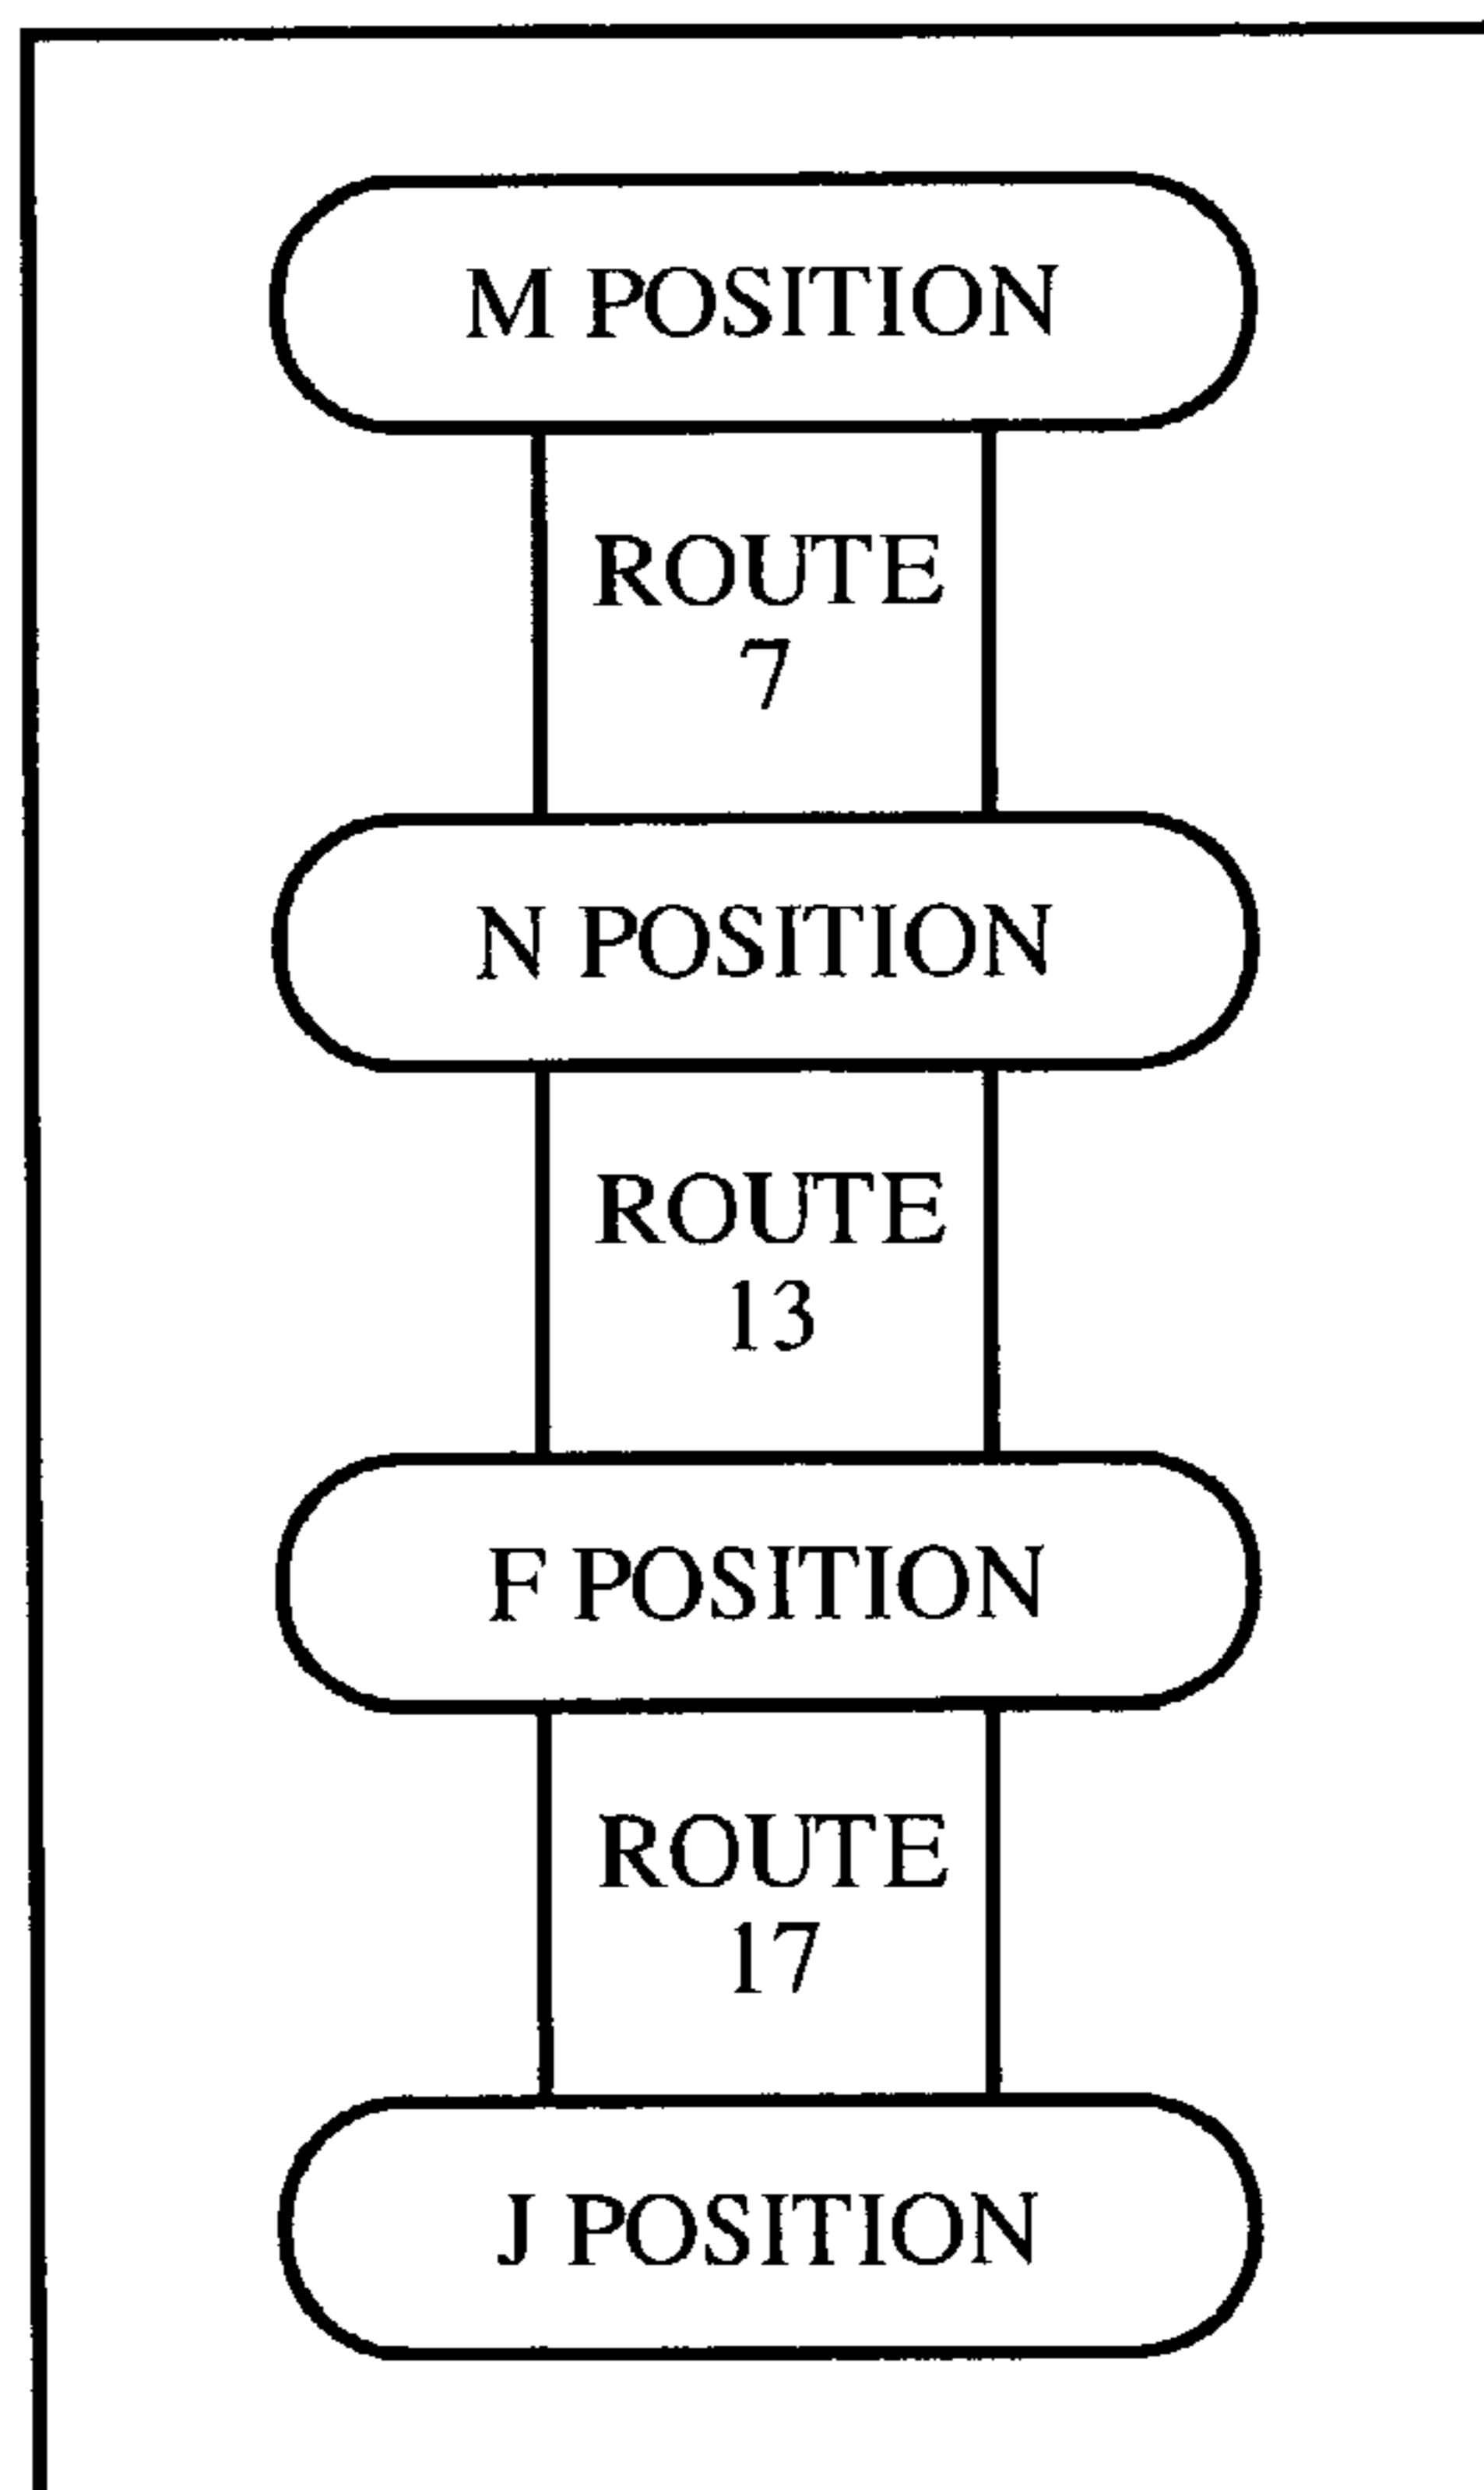 M POSITION
ROUTE
7
N POSITION
ROUTE
13
F POSITION
ROUTE
17
J POSITION